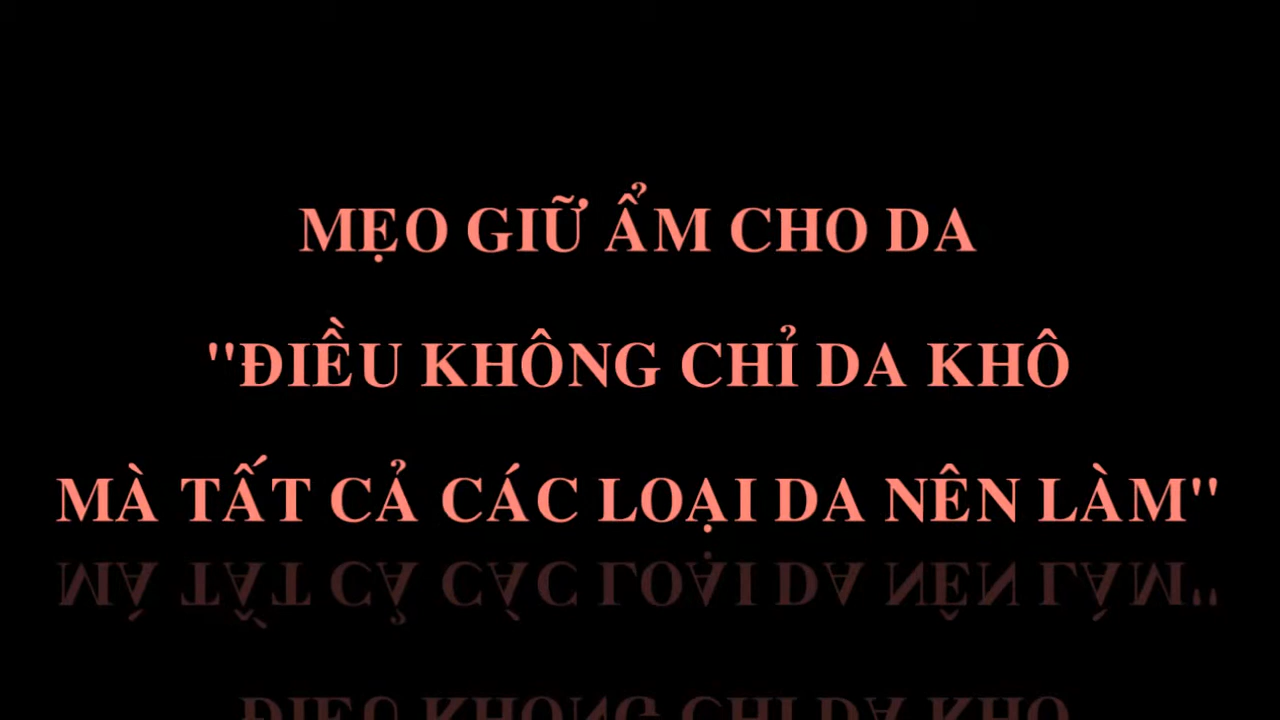 MẸO GIỮ ẨM CHO DA
"ĐIỀU KHÔNG CHỈ DA KHÔ
MÀ TẤT CẢ CÁC LOẠI DA NÊN LÀM"